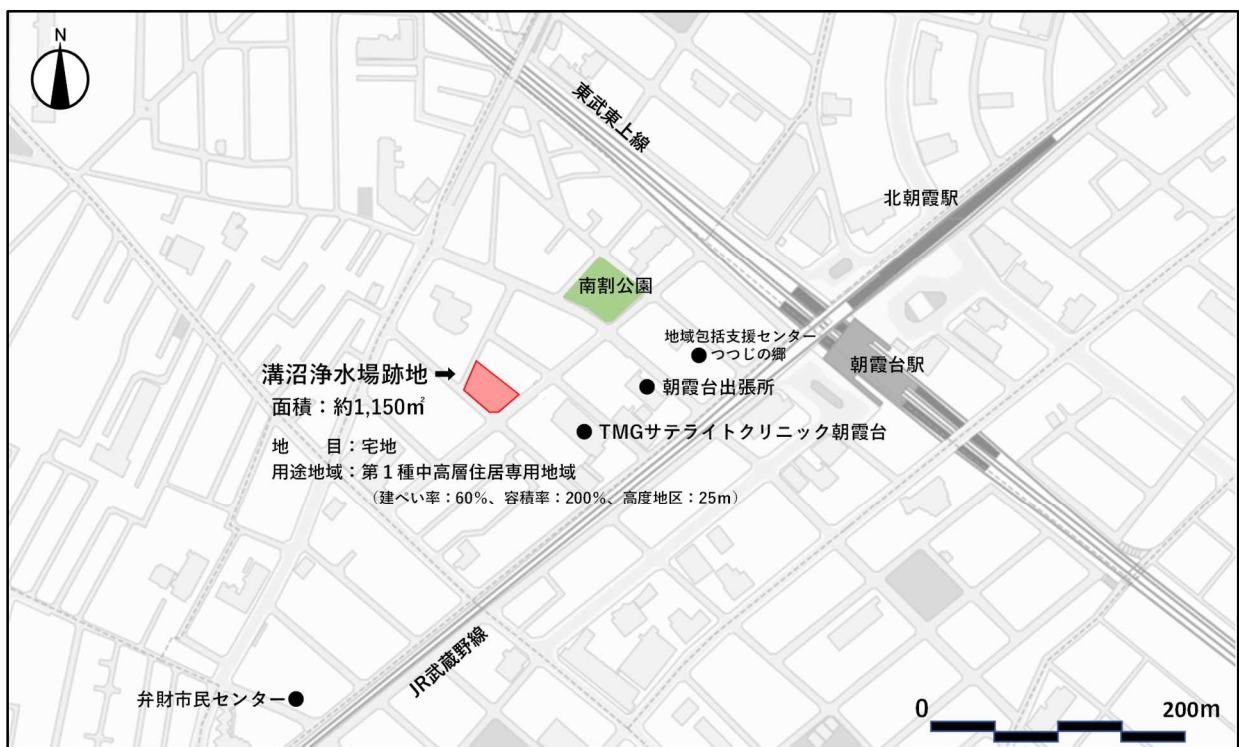 N
東武東上線
北朝霞駅
南割公園
地域包括支援センター
つつじの郷
朝霞台駅
溝沼浄水場跡地
朝霞台出張所
面積：約1,150㎡
TMGサテライトクリニック朝霞台
地　　目：宅地
用途地域：第１種中高層住居専用地域
（建ぺい率：60%、容積率：200%、高度地区：25m）
JR武蔵野線
弁財市民センター
0 200m